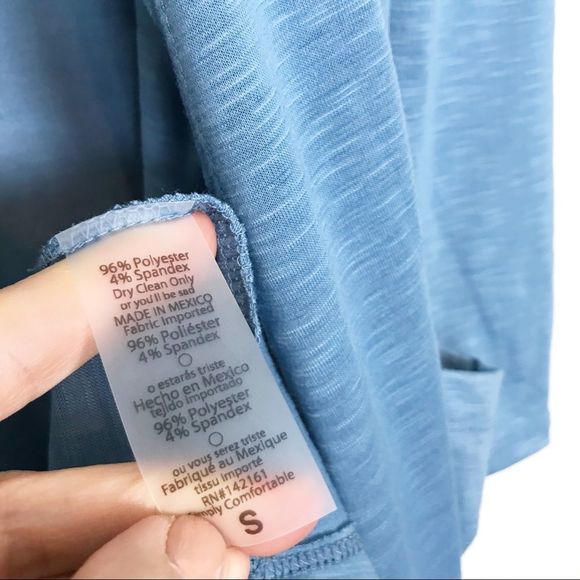 96% Polyester
4% Spandex
Dry Clean Only
or you'll be sad
MADE IN MEXICO
Fabric Imported
96% Poliéster
4% Spandex
o estarás triste
Hecho en Mexico
tejido importado
96% Polyester
4% Spandex
ou vous serez triste
Fabriqué au Mexique
tissu importé
RN#142161
mply Comfortable
S